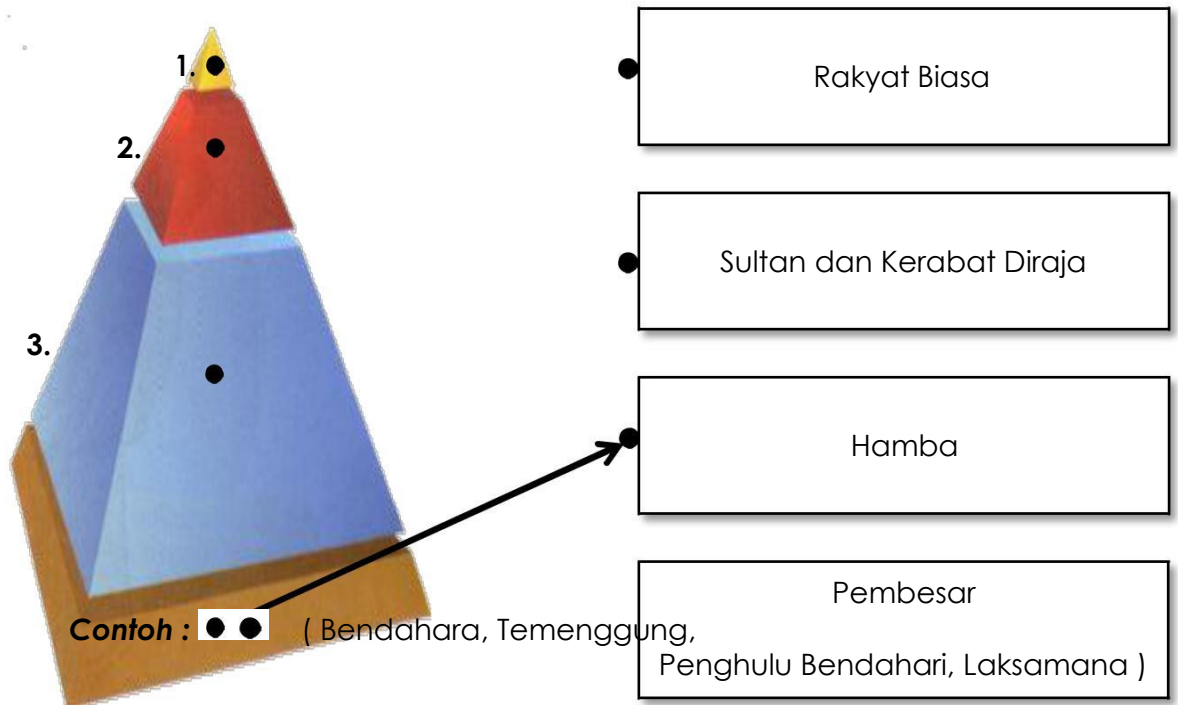 1.
2.
3.
Contoh :
Rakyat Biasa
Sultan dan Kerabat Diraja
Hamba
Pembesar
( Bendahara, Temenggung,
Penghulu Bendahari, Laksamana )